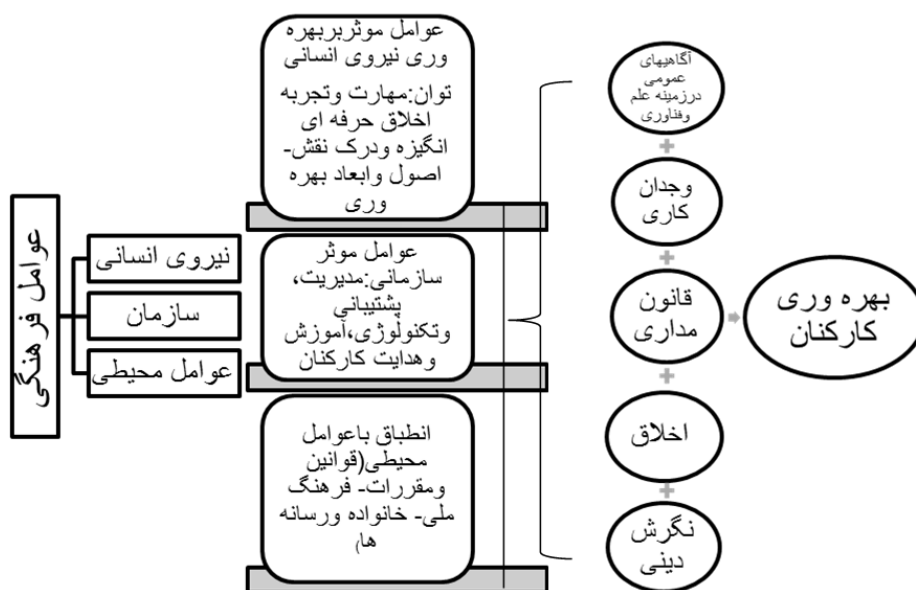 عوامل فرهنگی
نیروی انسانی
سازمان
عوامل محیطی
عوامل موثربربهره
وری نیروی انسانی
توان:مهارت وتجربه
اخلاق حرفه ای
انگیزه ودرک نقش-
اصول وابعاد بهره
وری
عوامل موثر
سازمانی:مدیریت،
پشتیبانی
وتکنولوژی،آموزش
وهدایت کارکنان
انطباق باعوامل
محیطی(قوانین
ومقررات- فرهنگ
ملی- خانواده ورسانه
ها)
آگاهیهای
عمومی
درزمینه علم
وفناوری
وجدان
کاری
قانون
مداری
اخلاق
نگرش
دینی
بهره وری
کارکنان